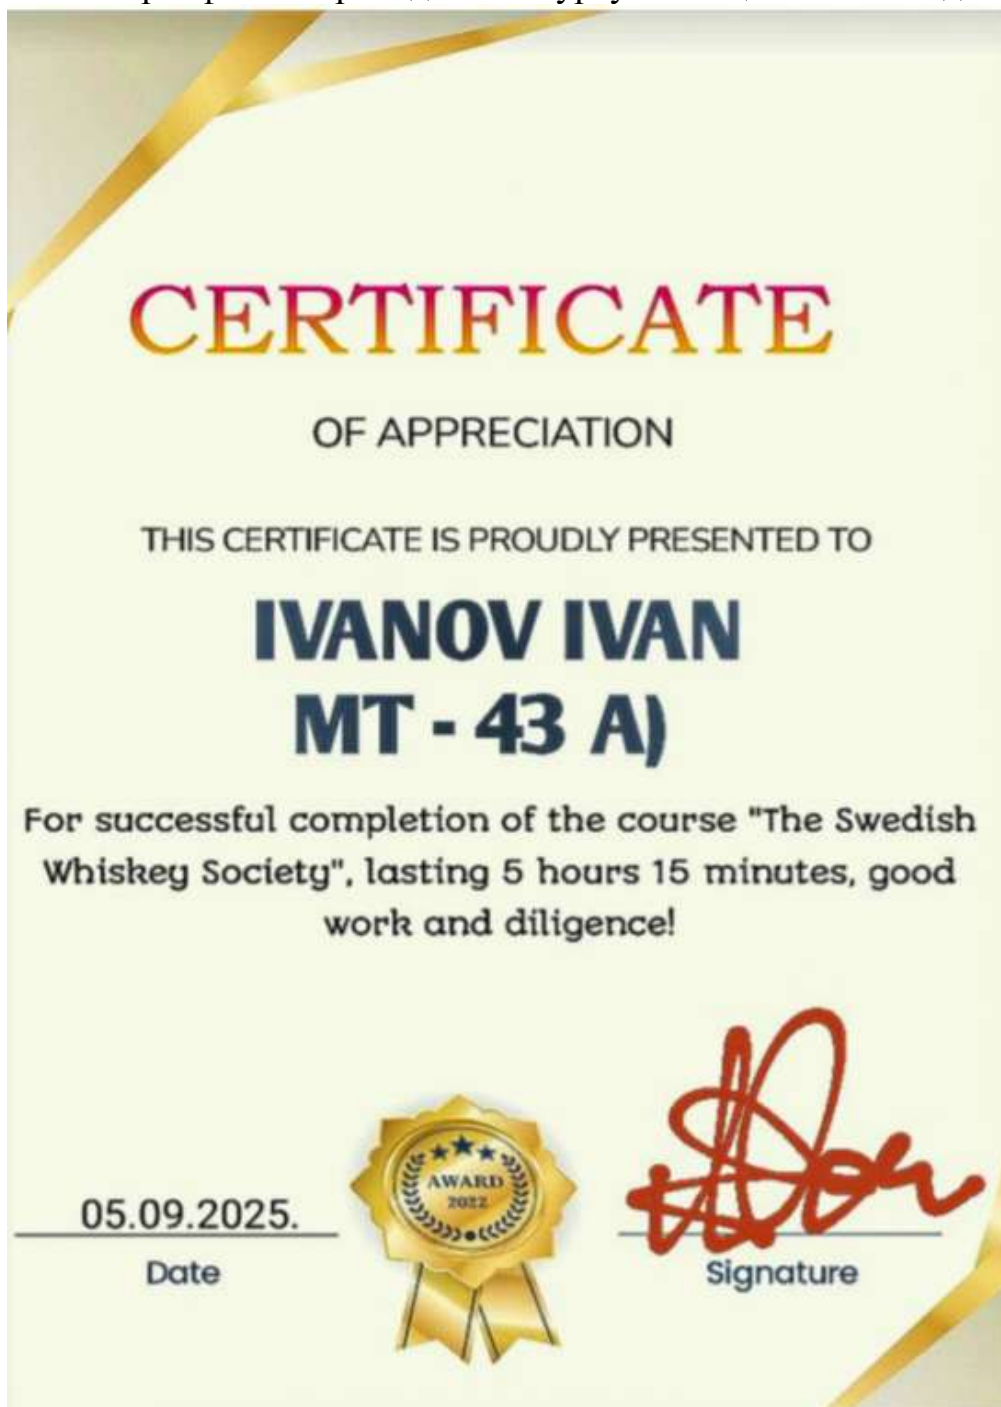 CERTIFICATE
OF APPRECIATION
THIS CERTIFICATE IS PROUDLY PRESENTED TO
IVANOV IVAN
MT - 43 A)
For successful completion of the course "The Swedish
Whiskey Society", lasting 5 hours 15 minutes, good
work and diligence!
AWARD
2022
05.09.2025.
Date
Signature